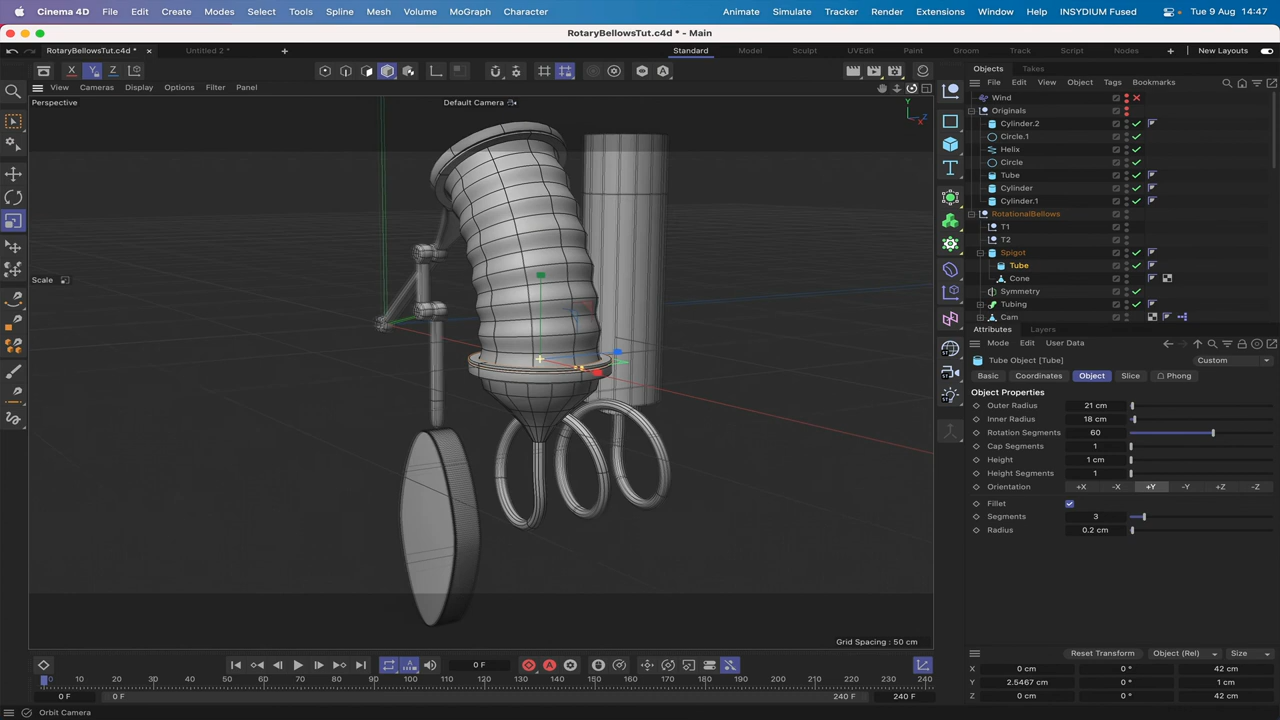 Cinema 4D File Edit Create Modes Select Tools Spline Mesh Volume MoGraph Character Animate Simulate Tracker Render Extensions Window Help INSYDIUM Fused Tue 9 Aug 14:47
RotaryBellowsTut.c4d * - Main
RotaryBellowsTut.c4d * Untitled 2 * Standard Model Sculpt UVEdit Paint Groom Track Script Nodes New Layouts
X Y Z Objects Takes
View Cameras Display Options Filter Panel File Edit View Object Tags Bookmarks
Perspective Default Camera
Wind
Originals
Cylinder.2
Circle.1
Helix
Circle
Tube
Cylinder
Cylinder.1
RotationalBellows
T1
T2
Spigot
Tube
Cone
Symmetry
Tubing
Cam
Y Z X
Scale
Attributes Layers
Mode Edit User Data
Tube Object [Tube] Custom
Basic Coordinates Object Slice Phong
Object Properties
Outer Radius 21 cm
Inner Radius 18 cm
Rotation Segments 60
Cap Segments 1
Height 1 cm
Height Segments 1
Orientation +X -X +Y -Y +Z -Z
Fillet
Segments 3
Radius 0.2 cm
Grid Spacing : 50 cm
Reset Transform Object (Rel) Size
X 0 cm 0 ° 42 cm
Y 2.5467 cm 0 ° 1 cm
Z 0 cm 0 ° 42 cm
0 F
0 10 20 30 40 50 60 70 80 90 100 110 120 130 140 150 160 170 180 190 200 210 220 230 240
0 F 0 F 240 F 240 F
Orbit Camera